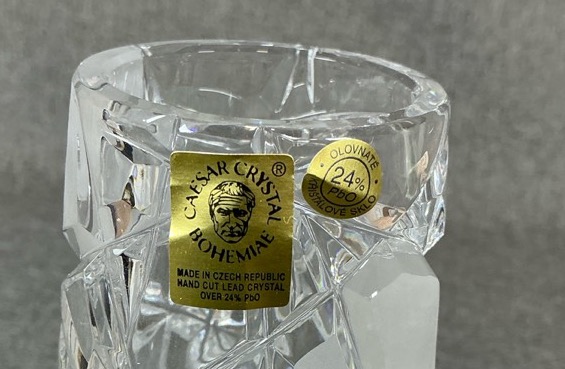 CAESAR CRYSTAL ®
BOHEMIAE
MADE IN CZECH REPUBLIC
HAND CUT LEAD CRYSTAL
OVER 24% PbO
· OLOVNATÉ ·
24%
PbO
KŘIŠŤÁLOVÉ SKLO